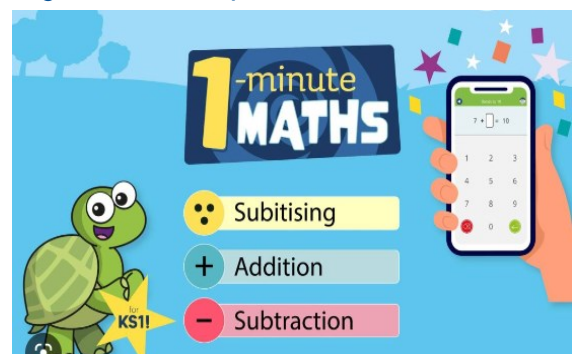 1-minute
MATHS
7 + = 10
1 2 3
4 5 6
7 8 9
0
Subitising
+ Addition
− Subtraction
for
KS1!